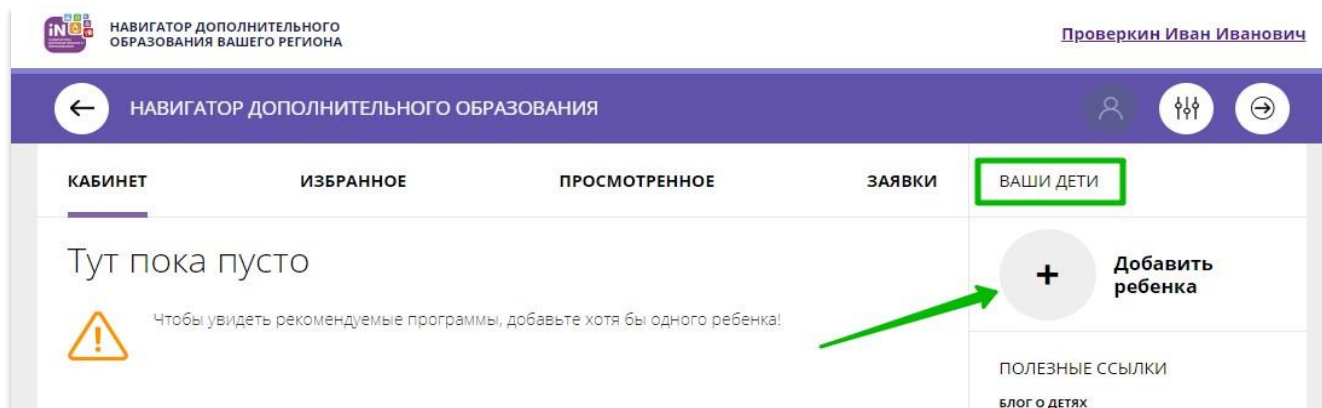 НАВИГАТОР ДОПОЛНИТЕЛЬНОГО
ОБРАЗОВАНИЯ ВАШЕГО РЕГИОНА
Проверкин Иван Иванович
НАВИГАТОР ДОПОЛНИТЕЛЬНОГО ОБРАЗОВАНИЯ
КАБИНЕТ
ИЗБРАННОЕ
ПРОСМОТРЕННОЕ
ЗАЯВКИ
ВАШИ ДЕТИ
Тут пока пусто
Чтобы увидеть рекомендуемые программы, добавьте хотя бы одного ребенка!
Добавить
ребенка
ПОЛЕЗНЫЕ ССЫЛКИ
БЛОГ О ДЕТЯХ